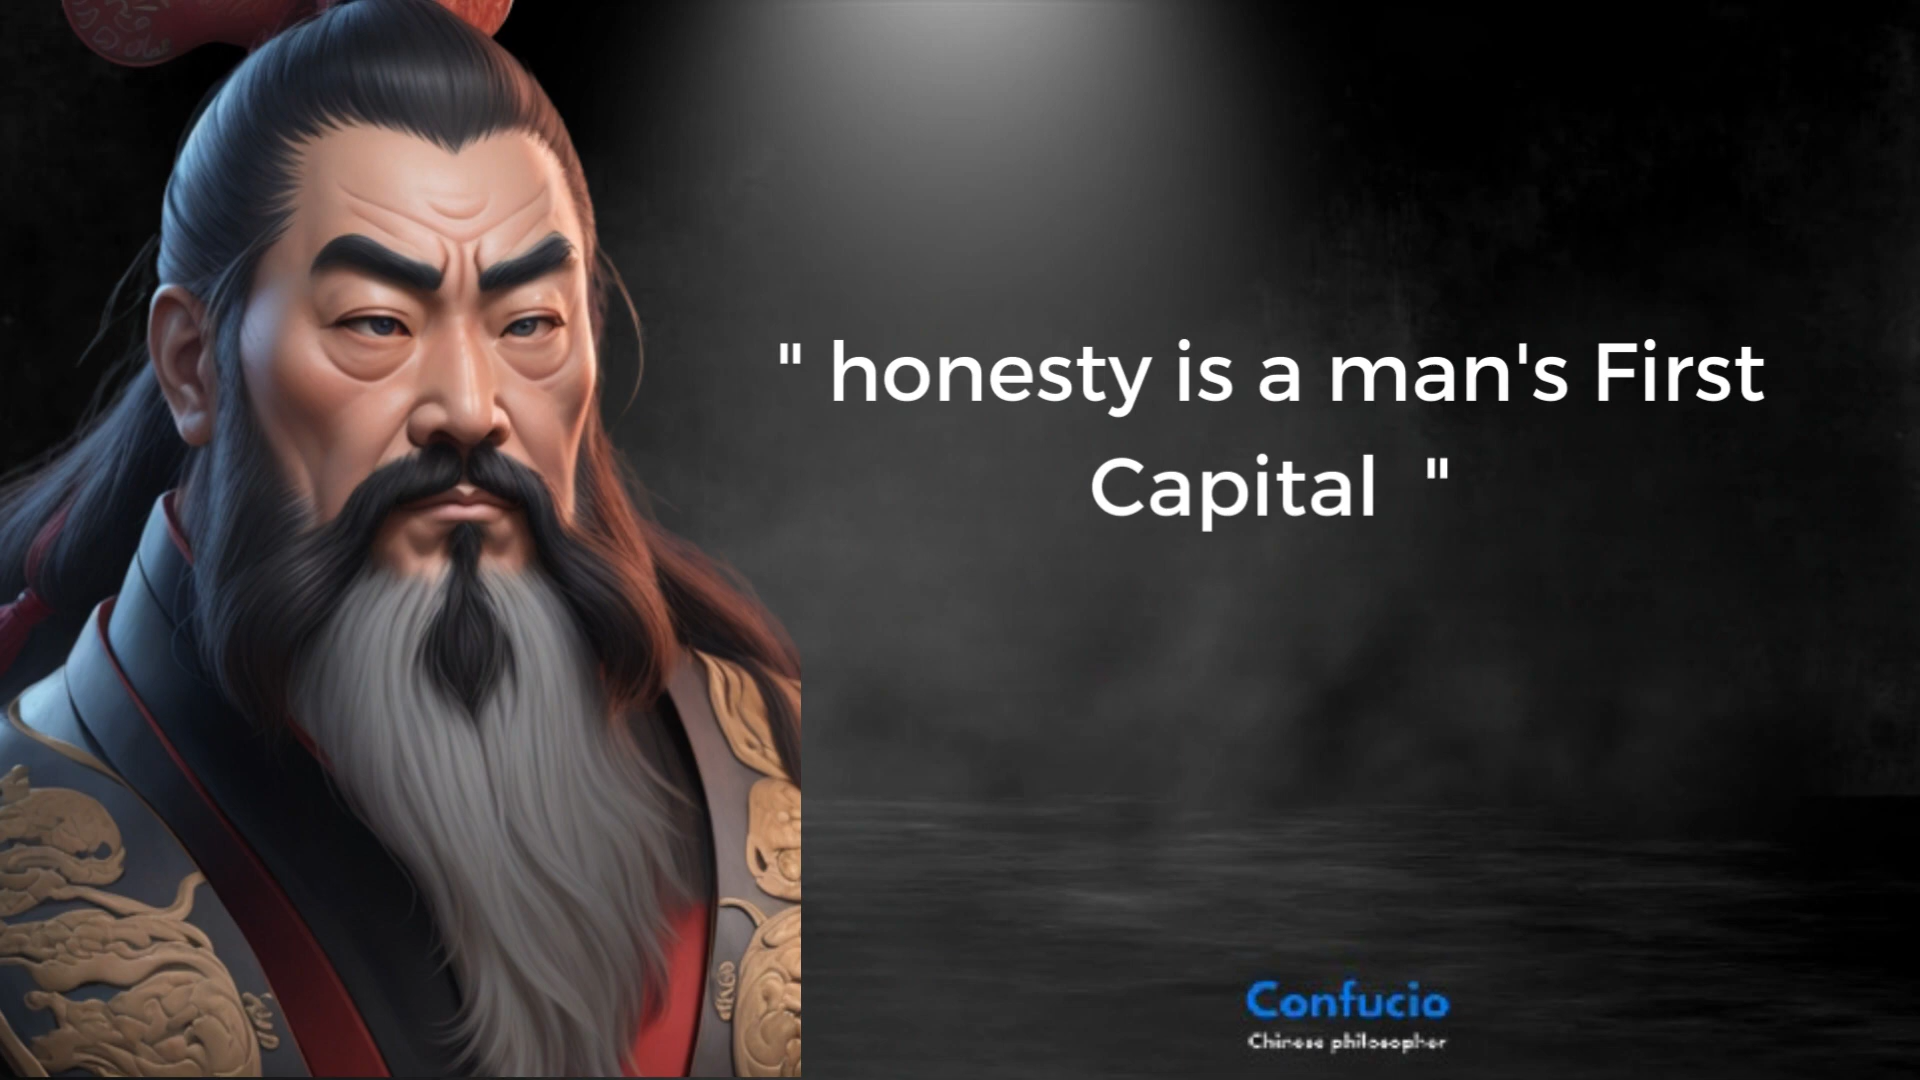 " honesty is a man's First
Capital "
Confucio
Chinese philosopher